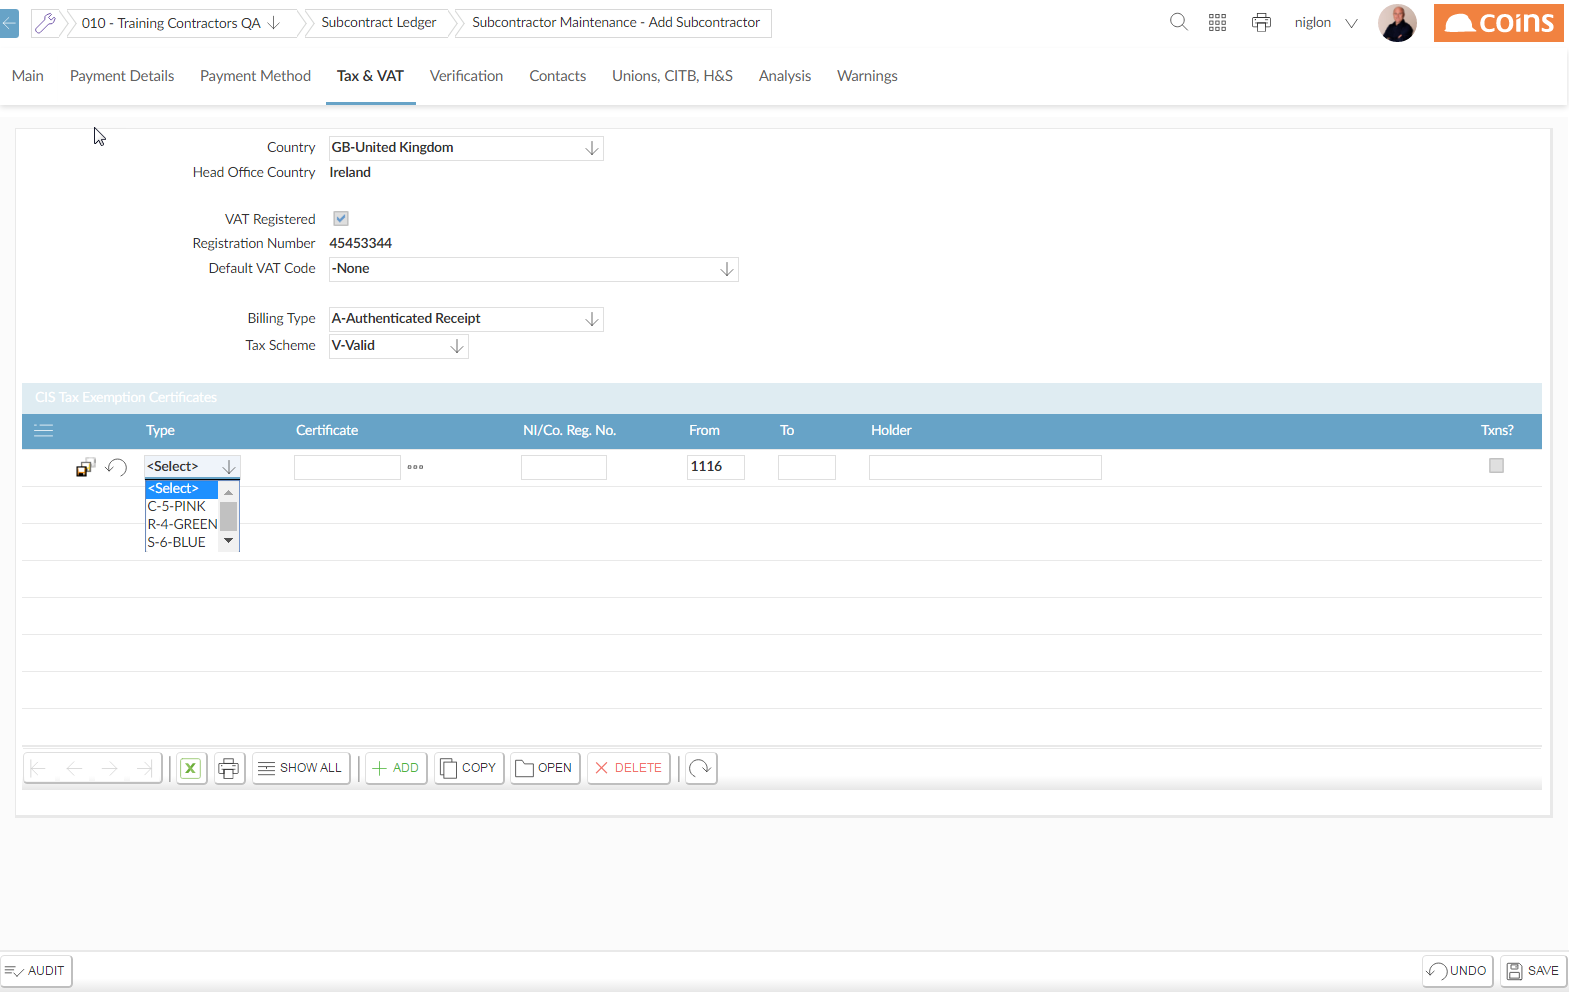 010 - Training Contractors QA
Subcontract Ledger
Subcontractor Maintenance - Add Subcontractor
niglon
coins
Main
Payment Details
Payment Method
Tax & VAT
Verification
Contacts
Unions, CITB, H&S
Analysis
Warnings
Country GB-United Kingdom
Head Office Country Ireland
VAT Registered
Registration Number 45453344
Default VAT Code -None
Billing Type A-Authenticated Receipt
Tax Scheme V-Valid
CIS Tax Exemption Certificates
Type Certificate NI/Co. Reg. No. From To Holder Txns?
<Select> 1116
<Select>
C-5-PINK
R-4-GREEN
S-6-BLUE
SHOW ALL ADD COPY OPEN DELETE
AUDIT UNDO SAVE